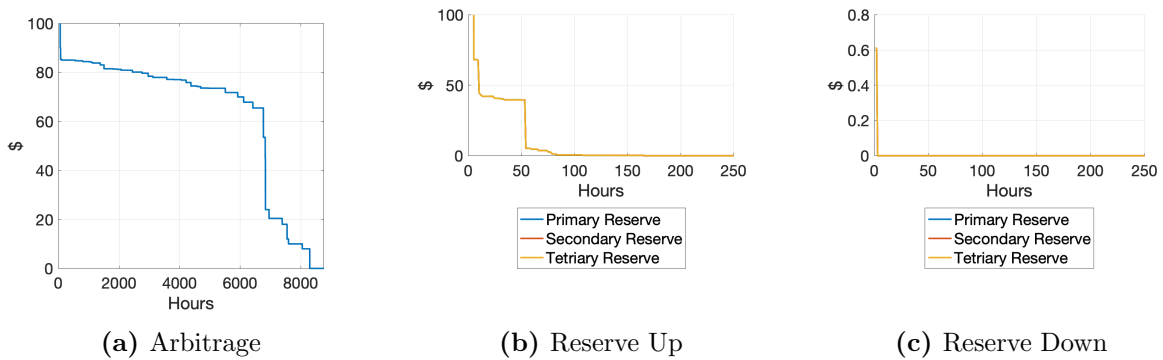 100
80
60
40
20
0
$
0 2000 4000 6000 8000
Hours
(a) Arbitrage
100
50
0
$
0 50 100 150 200 250
Hours
Primary Reserve
Secondary Reserve
Tetriary Reserve
(b) Reserve Up
0.8
0.6
0.4
0.2
0
$
0 50 100 150 200 250
Hours
Primary Reserve
Secondary Reserve
Tetriary Reserve
(c) Reserve Down